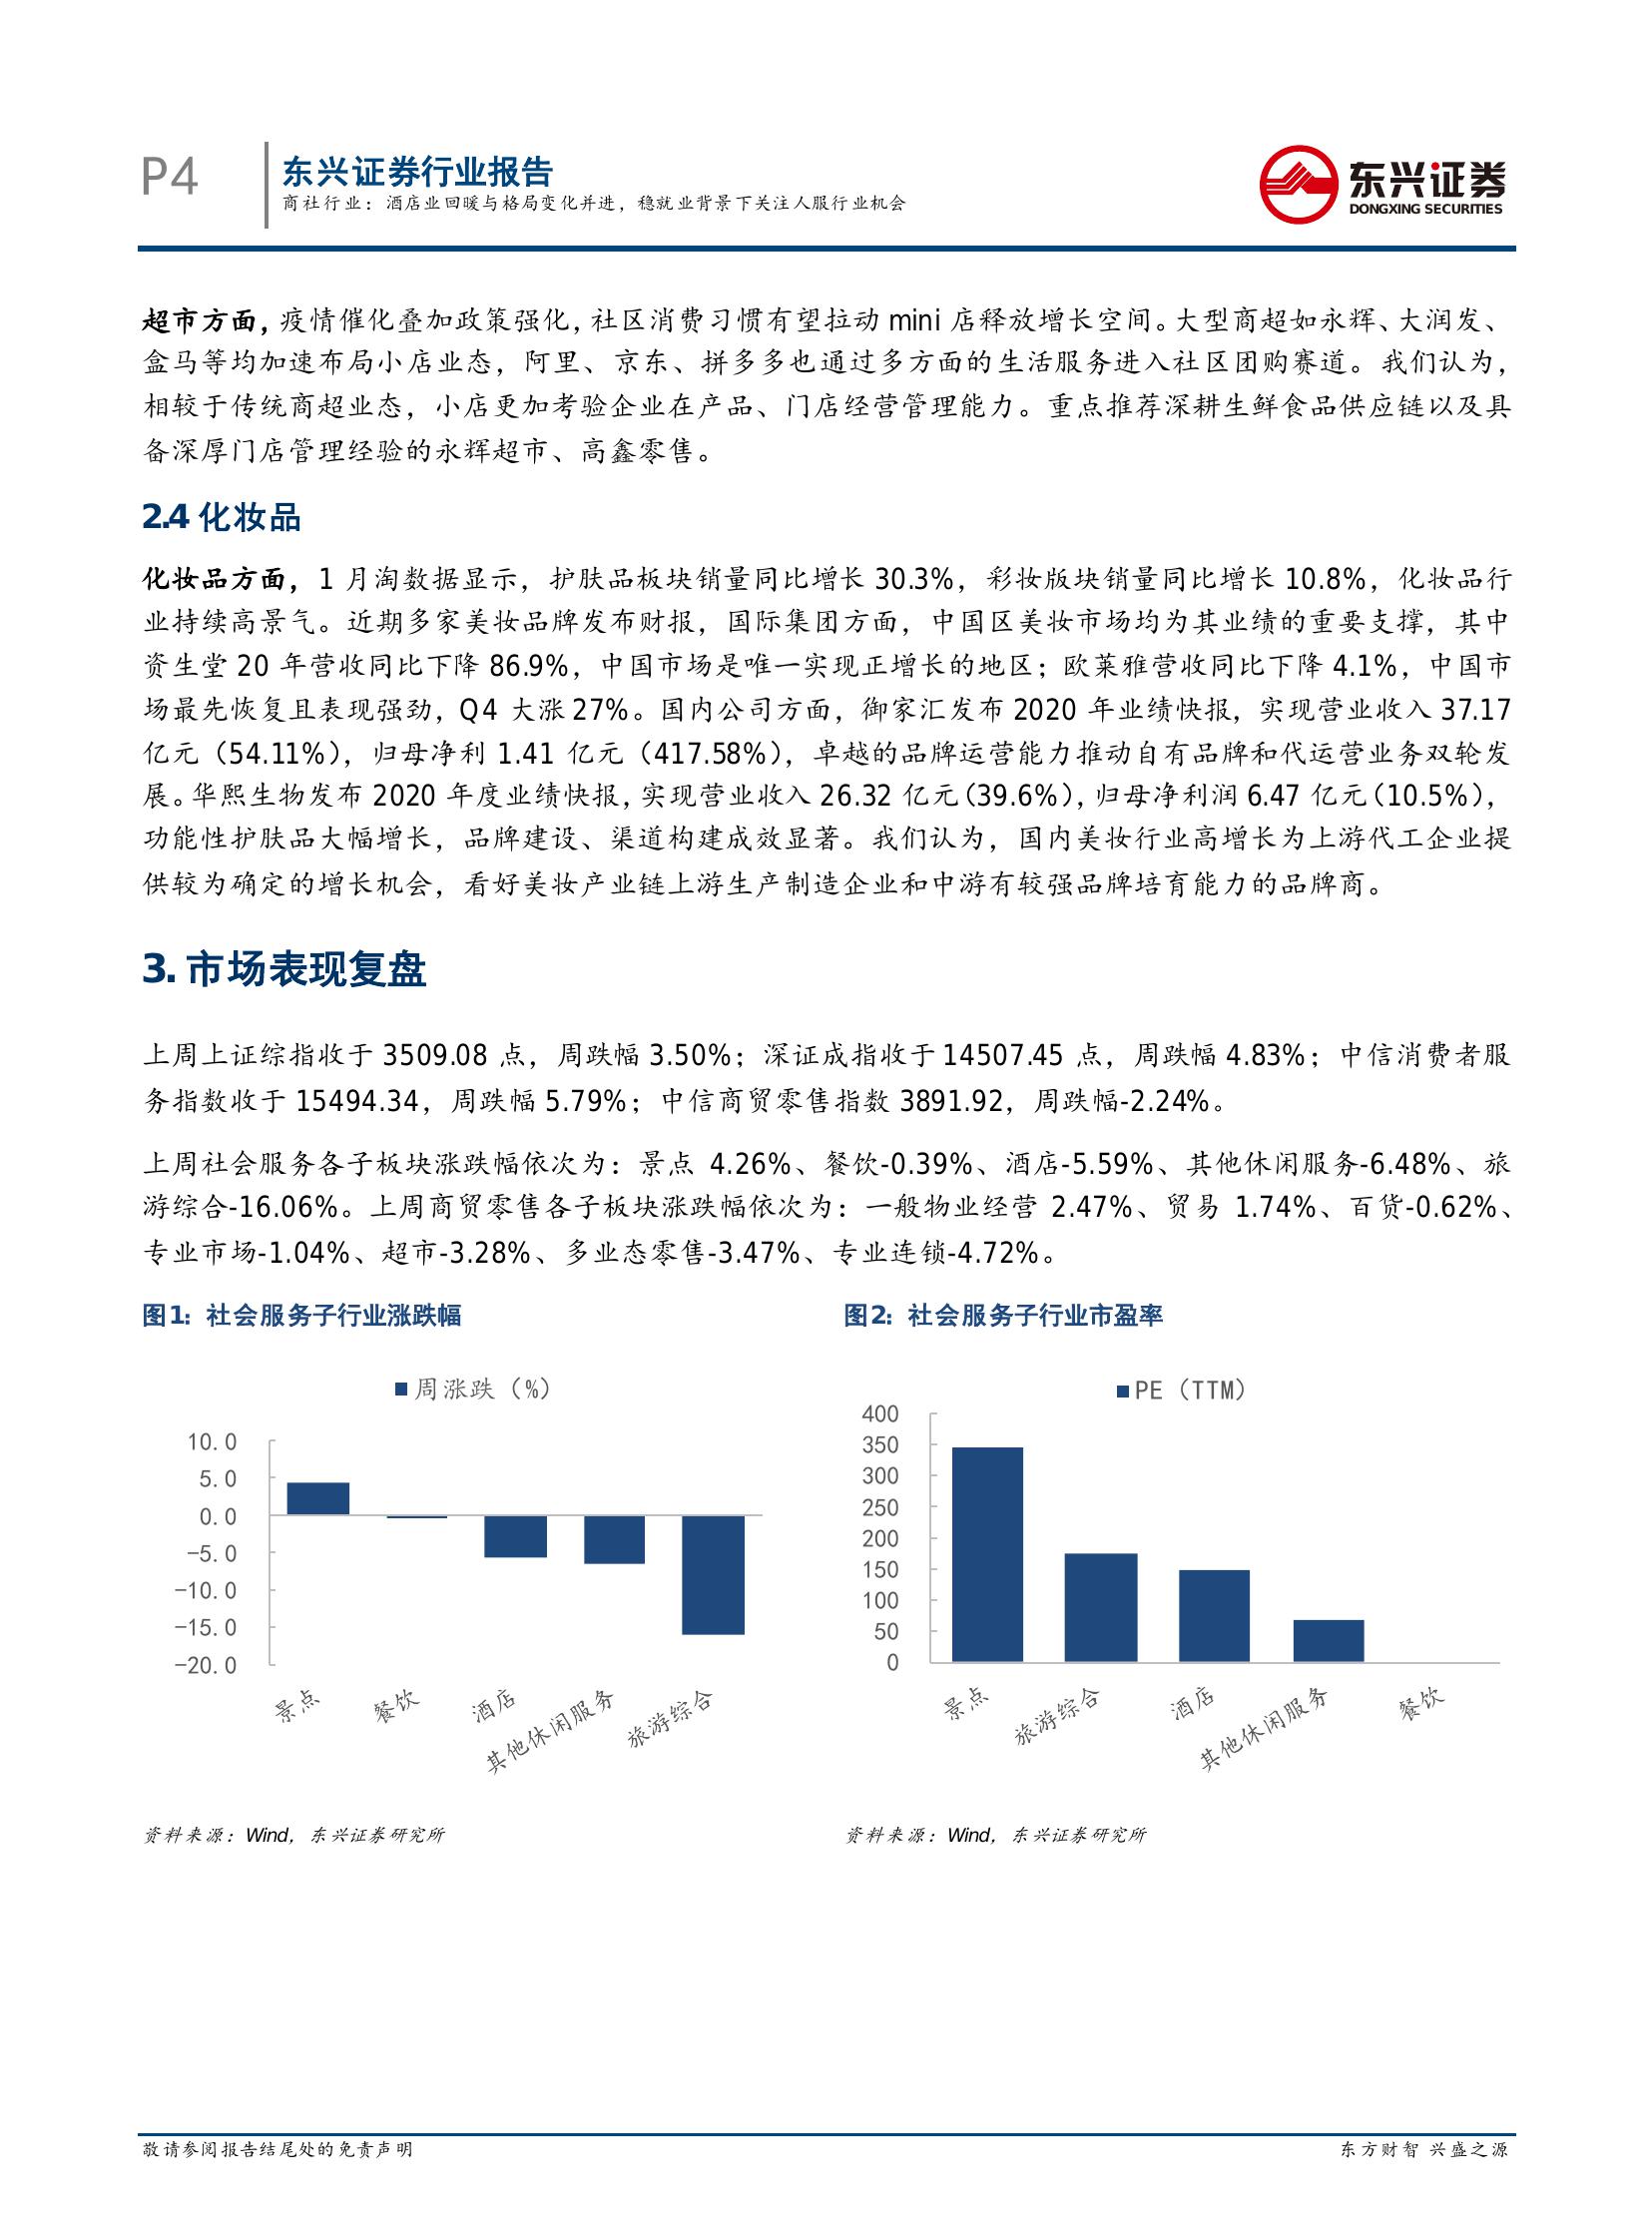 P4
东兴证券行业报告
商社行业：酒店业回暖与格局变化并进，稳就业背景下关注人服行业机会
东兴证券
DONGXING SECURITIES
超市方面，疫情催化叠加政策强化，社区消费习惯有望拉动 mini 店释放增长空间。大型商超如永辉、大润发、
盒马等均加速布局小店业态，阿里、京东、拼多多也通过多方面的生活服务进入社区团购赛道。我们认为，
相较于传统商超业态，小店更加考验企业在产品、门店经营管理能力。重点推荐深耕生鲜食品供应链以及具
备深厚门店管理经验的永辉超市、高鑫零售。
2.4 化妆品
化妆品方面，1 月淘数据显示，护肤品板块销量同比增长 30.3%，彩妆版块销量同比增长 10.8%，化妆品行
业持续高景气。近期多家美妆品牌发布财报，国际集团方面，中国区美妆市场均为其业绩的重要支撑，其中
资生堂 20 年营收同比下降 86.9%，中国市场是唯一实现正增长的地区；欧莱雅营收同比下降 4.1%，中国市
场最先恢复且表现强劲，Q4 大涨 27%。国内公司方面，御家汇发布 2020 年业绩快报，实现营业收入 37.17
亿元（54.11%），归母净利 1.41 亿元（417.58%），卓越的品牌运营能力推动自有品牌和代运营业务双轮发
展。华熙生物发布 2020 年度业绩快报，实现营业收入 26.32 亿元（39.6%），归母净利润 6.47 亿元（10.5%），
功能性护肤品大幅增长，品牌建设、渠道构建成效显著。我们认为，国内美妆行业高增长为上游代工企业提
供较为确定的增长机会，看好美妆产业链上游生产制造企业和中游有较强品牌培育能力的品牌商。
3. 市场表现复盘
上周上证综指收于 3509.08 点，周跌幅 3.50%；深证成指收于 14507.45 点，周跌幅 4.83%；中信消费者服
务指数收于 15494.34，周跌幅 5.79%；中信商贸零售指数 3891.92，周跌幅-2.24%。
上周社会服务各子板块涨跌幅依次为：景点 4.26%、餐饮-0.39%、酒店-5.59%、其他休闲服务-6.48%、旅
游综合-16.06%。上周商贸零售各子板块涨跌幅依次为：一般物业经营 2.47%、贸易 1.74%、百货-0.62%、
专业市场-1.04%、超市-3.28%、多业态零售-3.47%、专业连锁-4.72%。
图1：社会服务子行业涨跌幅
周涨跌（%）
10.0
5.0
0.0
-5.0
-10.0
-15.0
-20.0
景点
餐饮
酒店
其他休闲服务
旅游综合
资料来源：Wind，东兴证券研究所
图2：社会服务子行业市盈率
PE（TTM）
400
350
300
250
200
150
100
50
0
景点
旅游综合
酒店
其他休闲服务
餐饮
资料来源：Wind，东兴证券研究所
敬请参阅报告结尾处的免责声明
东方财智 兴盛之源